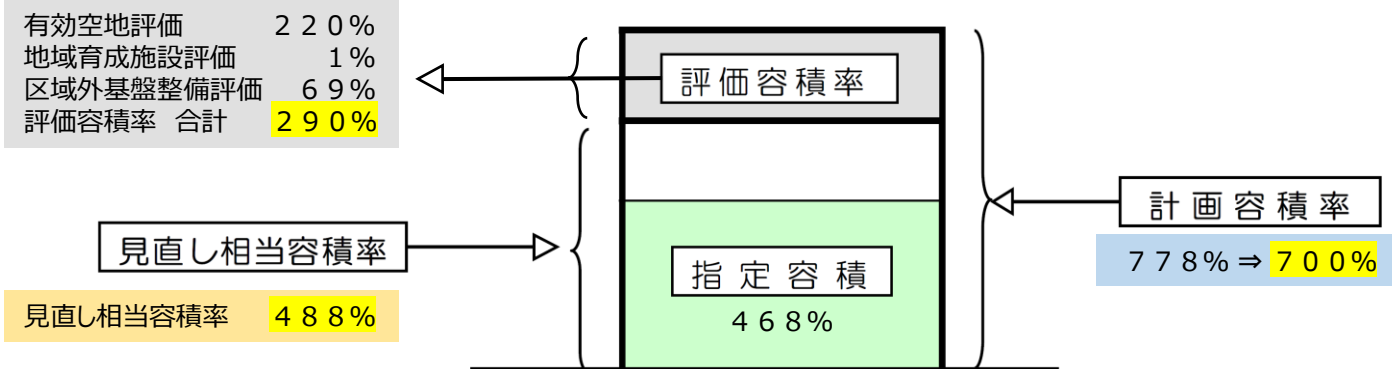 有効空地評価 220%
地域育成施設評価 1%
区域外基盤整備評価 69%
評価容積率 合計 290%
評価容積率
計画容積率
778%⇒700%
見直し相当容積率
見直し相当容積率 488%
指定容積
468%